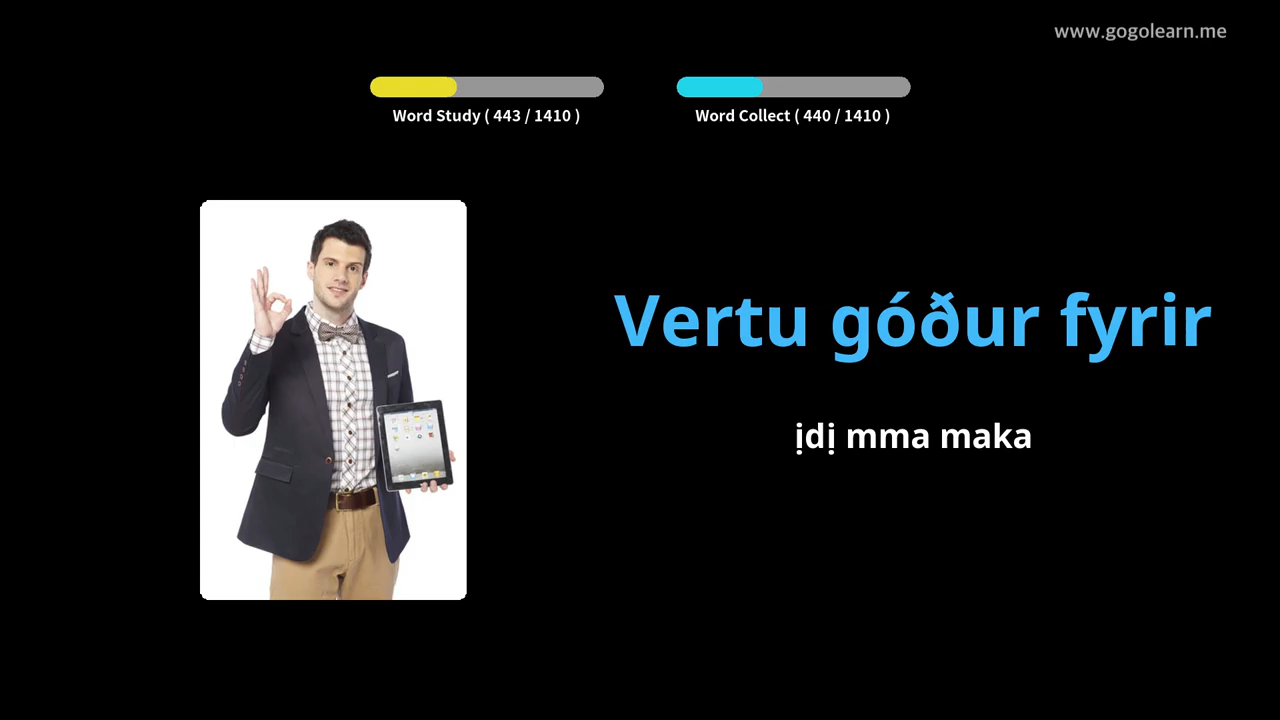 www.gogolearn.me
Word Study ( 443 / 1410 )
Word Collect ( 440 / 1410 )
Vertu góður fyrir
ịdị mma maka